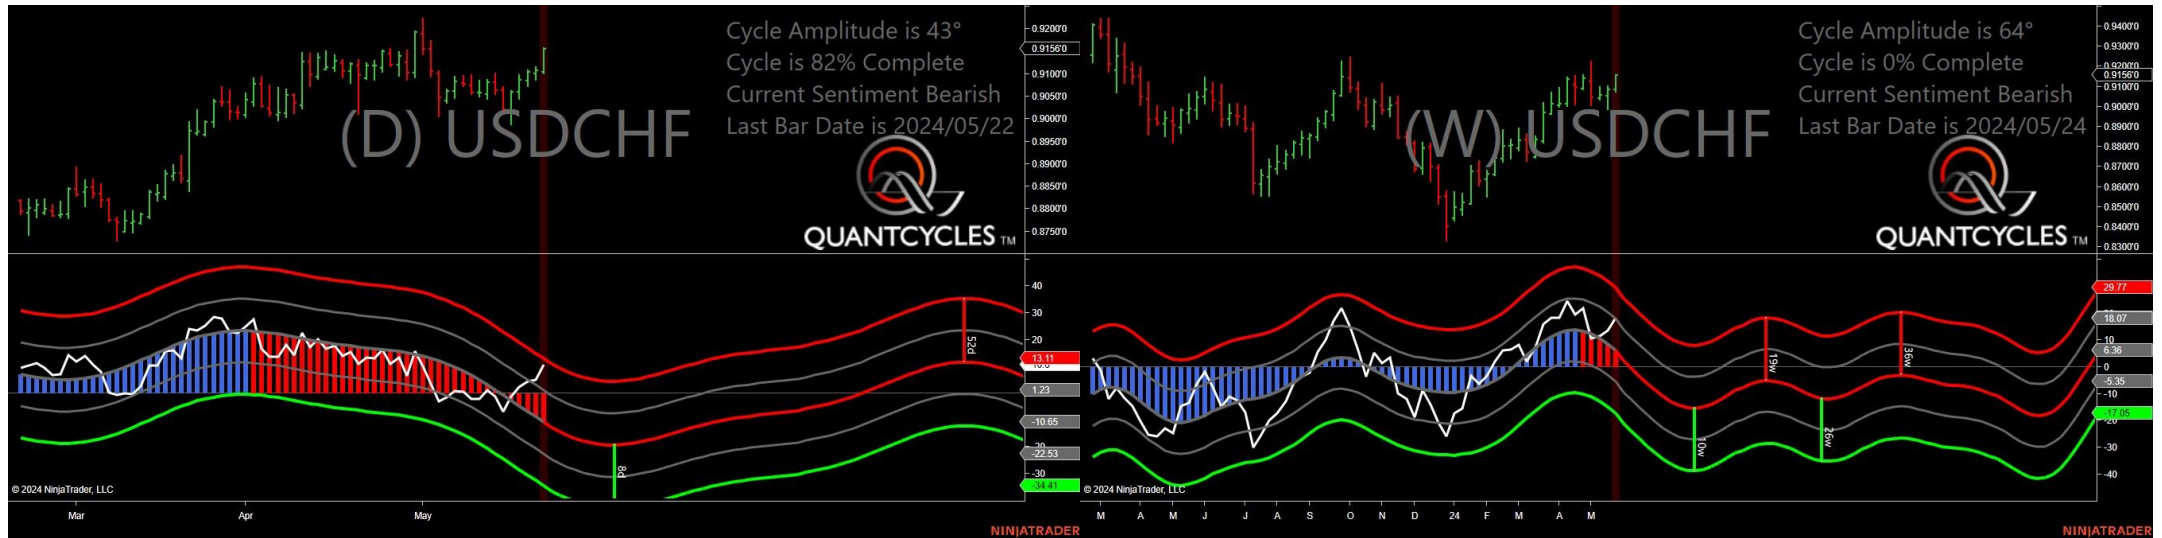 Cycle Amplitude is 43°
Cycle is 82% Complete
Current Sentiment Bearish
Last Bar Date is 2024/05/22
(D) USDCHF
QUANTCYCLES TM
0.9200'0
0.9156'0
0.9100'0
0.9050'0
0.9000'0
0.8950'0
0.8900'0
0.8850'0
0.8800'0
0.8750'0
40
30
20
13.11
1.23
-10.65
-22.53
-30
-34.41
52d
8d
© 2024 NinjaTrader, LLC
Mar
Apr
May
NINJATRADER
Cycle Amplitude is 64°
Cycle is 0% Complete
Current Sentiment Bearish
Last Bar Date is 2024/05/24
(W) USDCHF
QUANTCYCLES TM
0.9400'0
0.9300'0
0.9200'0
0.9156'0
0.9100'0
0.9000'0
0.8900'0
0.8800'0
0.8700'0
0.8600'0
0.8500'0
0.8400'0
0.8300'0
29.77
18.07
10
6.36
0
-5.35
-10
-17.05
-20
-30
-40
19w
36w
10w
26w
© 2024 NinjaTrader, LLC
M A M J J A S O N D 24 F M A M
NINJATRADER